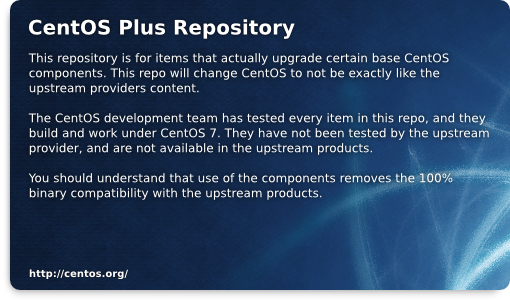 CentOS Plus Repository
This repository is for items that actually upgrade certain base CentOS
components. This repo will change CentOS to not be exactly like the
upstream providers content.
The CentOS development team has tested every item in this repo, and they
build and work under CentOS 7. They have not been tested by the upstream
provider, and are not available in the upstream products.
You should understand that use of the components removes the 100%
binary compatibility with the upstream products.
http://centos.org/